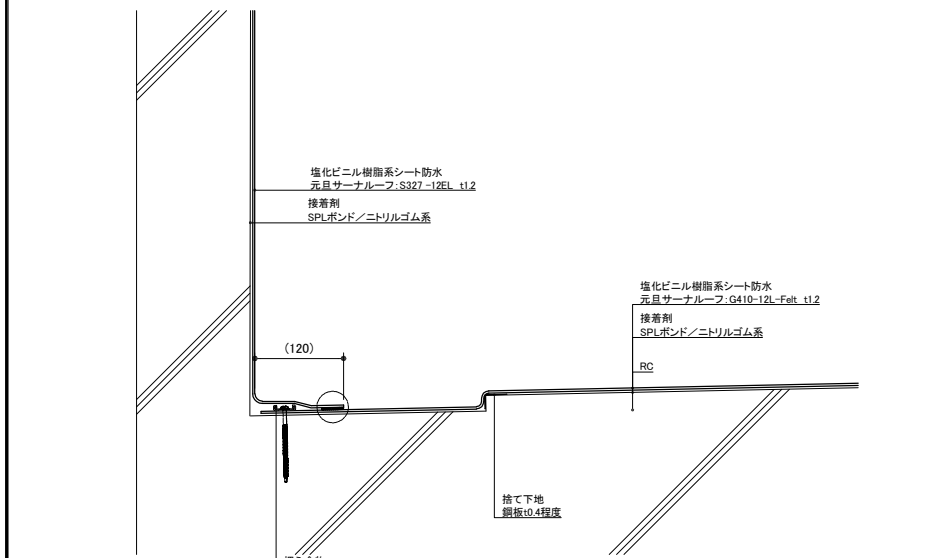 塩化ビニル樹脂系シート防水
元旦サーナルーフ:S327 -12EL t1.2
接着剤
SPLボンド／ニトリルゴム系
塩化ビニル樹脂系シート防水
元旦サーナルーフ:G410-12L-Felt t1.2
接着剤
SPLボンド／ニトリルゴム系
(120)
RC
捨て下地
鋼板t0.4程度